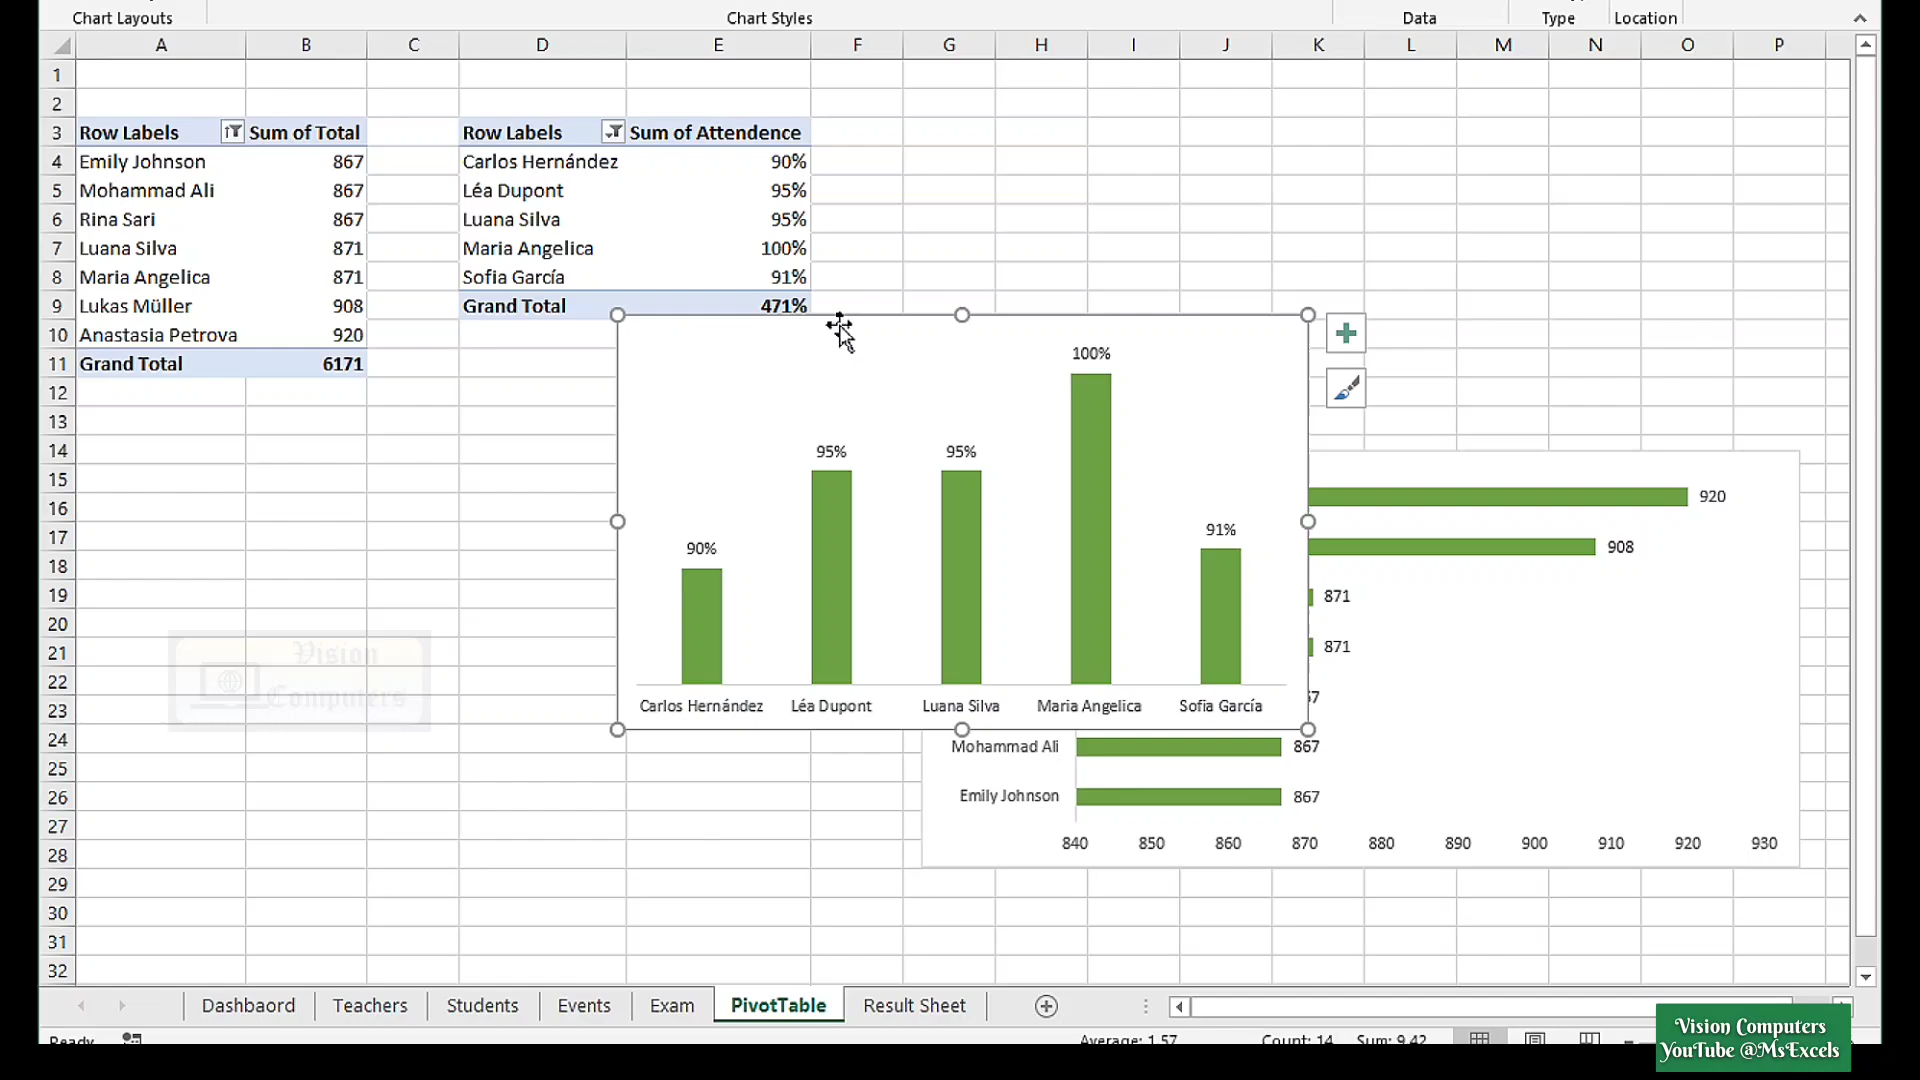 Chart Layouts Chart Styles Data Type Location
A B C D E F G H I J K L M N O P
1
2
3 Row Labels Sum of Total Row Labels Sum of Attendence
4 Emily Johnson 867 Carlos Hernández 90%
5 Mohammad Ali 867 Léa Dupont 95%
6 Rina Sari 867 Luana Silva 95%
7 Luana Silva 871 Maria Angelica 100%
8 Maria Angelica 871 Sofia García 91%
9 Lukas Müller 908 Grand Total 471%
10 Anastasia Petrova 920
11 Grand Total 6171
12
13
14
15
16
17
18
19
20
21
22
23
24
25
26
27
28
29
30
31
32
100%
95% 95%
91%
90%
Carlos Hernández Léa Dupont Luana Silva Maria Angelica Sofia García
920
908
871
871
Mohammad Ali 867
Emily Johnson 867
840 850 860 870 880 890 900 910 920 930
Vision
Computers
Dashbaord Teachers Students Events Exam PivotTable Result Sheet
Ready Average: 1.57 Count: 14 Sum: 9.42
Vision Computers
YouTube @MsExcels